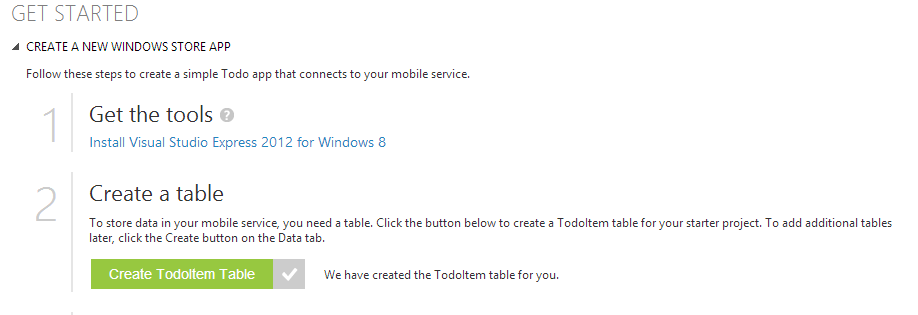 GET STARTED
CREATE A NEW WINDOWS STORE APP
Follow these steps to create a simple Todo app that connects to your mobile service.
1
Get the tools ?
Install Visual Studio Express 2012 for Windows 8
2
Create a table
To store data in your mobile service, you need a table. Click the button below to create a TodoItem table for your starter project. To add additional tables
later, click the Create button on the Data tab.
Create TodoItem Table
We have created the TodoItem table for you.